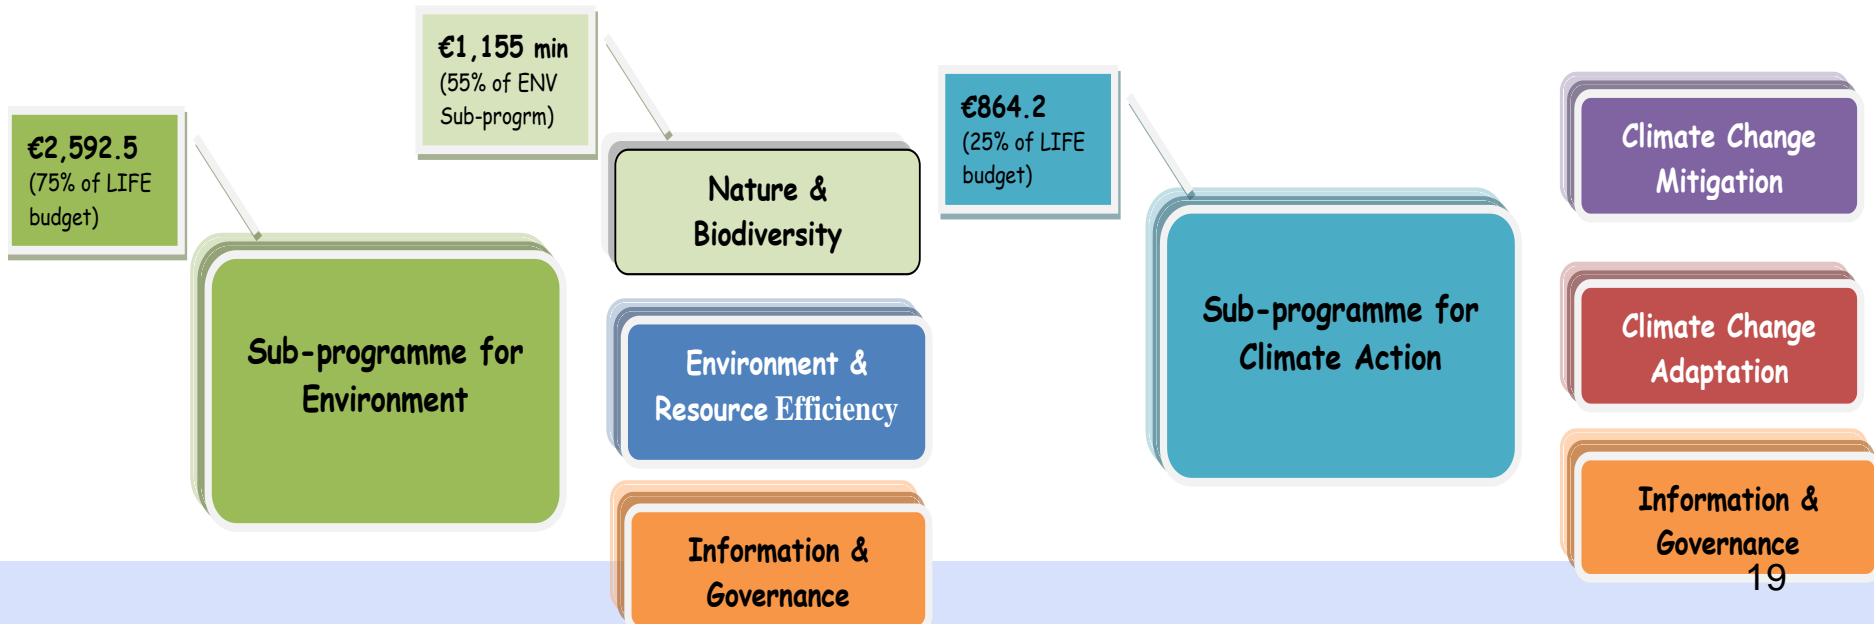 €2,592.5
(75% of LIFE
budget)
Sub-programme for
Environment
€1,155 min
(55% of ENV
Sub-progrm)
Nature &
Biodiversity
Environment &
Resource Efficiency
Information &
Governance
€864.2
(25% of LIFE
budget)
Sub-programme for
Climate Action
Climate Change
Mitigation
Climate Change
Adaptation
Information &
Governance
19